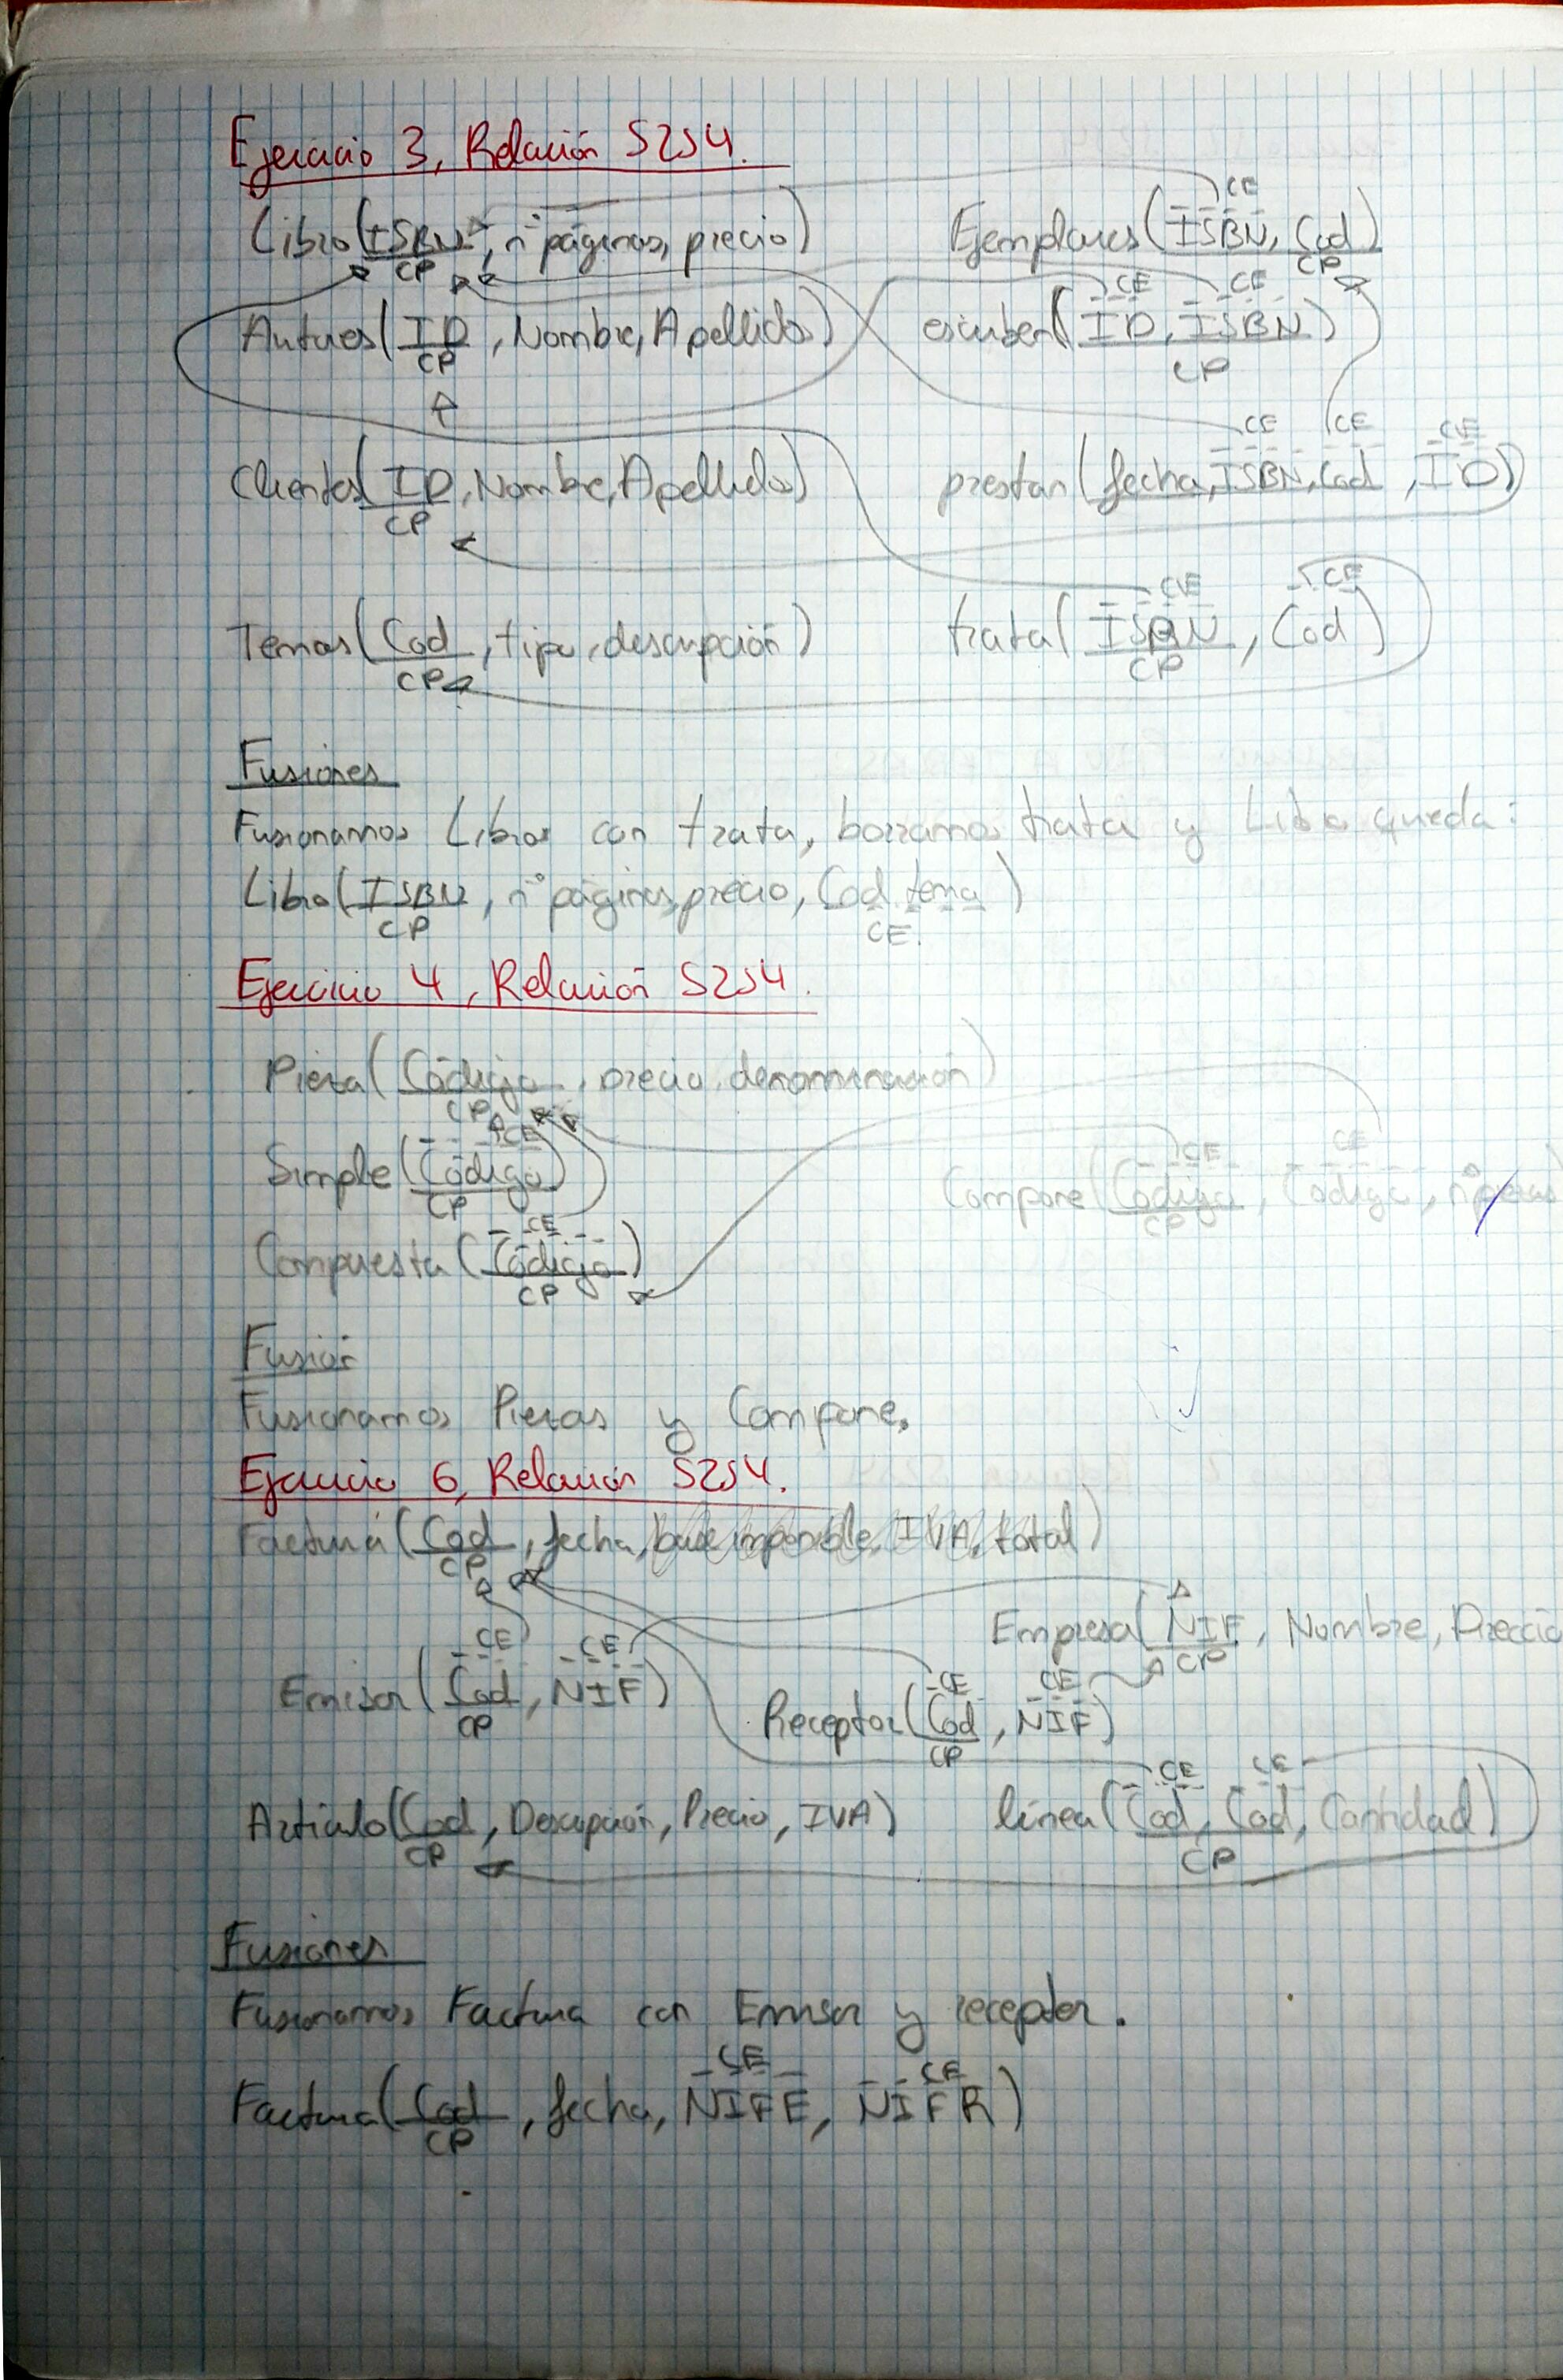 Ejercicio 3, Relación S2S4.
Libro(ISBN, nº páginas, precio) Ejemplares(ISBN, Cod)
CP CE CP
Autores(ID, Nombre, Apellido) escriben(ID, ISBN)
CP CE CE CP
Clientes(ID, Nombre, Apellido) prestan(fecha, ISBN, Cod, ID)
CP CE CE CE
Temas(Cod, tipo, descripción) trata(ISBN, Cod)
CP CE CE CP
Fusiones
Fusionamos Libros con trata, borramos trata y Libro queda:
Libro(ISBN, nº páginas, precio, Cod tema)
CP CE.
Ejercicio 4, Relación S2S4.
Pieza(Código, precio, denominación)
CP
Simple(Código)
CE CP
Compone(Código, Código, nº piezas)
CE CE CP
Compuesta(Código)
CE CP
Fusión
Fusionamos Piezas y Compone.
Ejercicio 6, Relación S2S4.
Factura(Cod, fecha, base imponible, IVA, total)
CP
Empresa(NIF, Nombre, Direcció
CP
Emisor(Cod, NIF)
CE CE CP
Receptor(Cod, NIF)
CE CE CP
Artículo(Cod, Descripción, Precio, IVA) línea(Cod, Cod, Cantidad)
CP CE CE CP
Fusiones
Fusionamos Factura con Emisor y receptor.
Factura(Cod, fecha, NIFE, NIFR)
CP CE CE